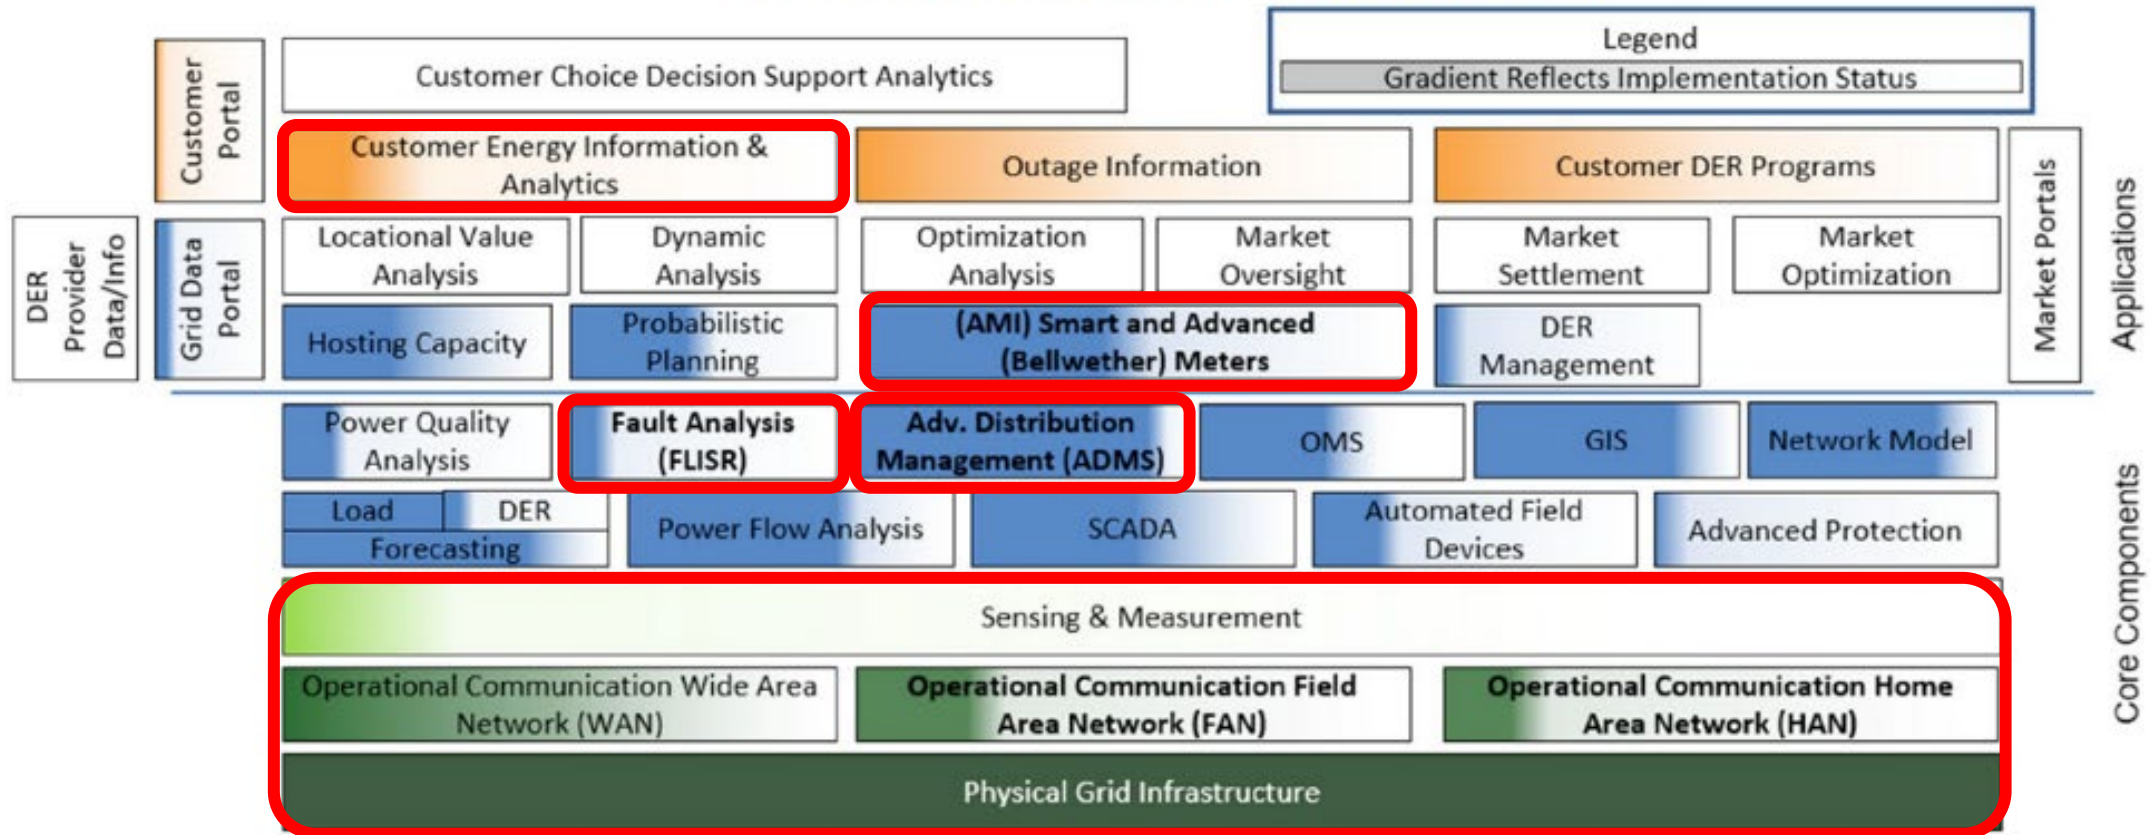 Legend
Gradient Reflects Implementation Status
Customer
Portal
Customer Choice Decision Support Analytics
Customer Energy Information &
Analytics
Outage Information
Customer DER Programs
Market Portals
Applications
DER
Provider
Data/Info
Grid Data
Portal
Locational Value
Analysis
Dynamic
Analysis
Optimization
Analysis
Market
Oversight
Market
Settlement
Market
Optimization
Hosting Capacity
Probabilistic
Planning
(AMI) Smart and Advanced
(Bellwether) Meters
DER
Management
Power Quality
Analysis
Fault Analysis
(FLISR)
Adv. Distribution
Management (ADMS)
OMS
GIS
Network Model
Core Components
Load
DER
Forecasting
Power Flow Analysis
SCADA
Automated Field
Devices
Advanced Protection
Sensing & Measurement
Operational Communication Wide Area
Network (WAN)
Operational Communication Field
Area Network (FAN)
Operational Communication Home
Area Network (HAN)
Physical Grid Infrastructure